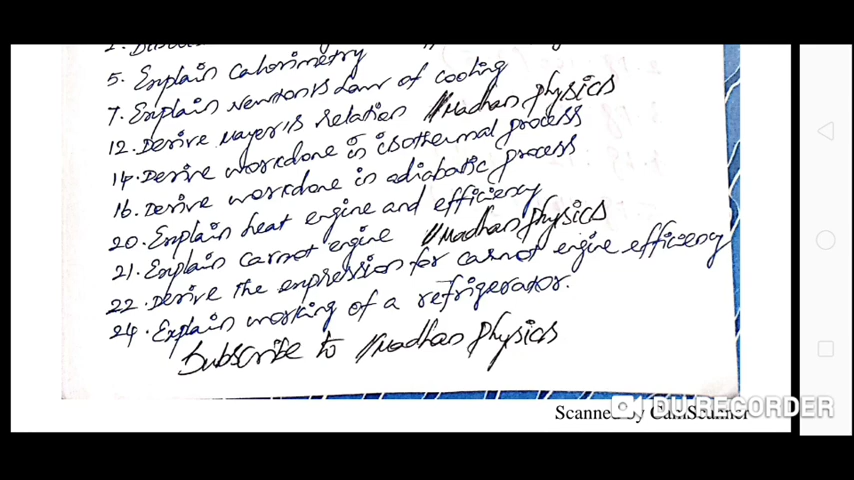 5. Explain calorimetry
7. Explain Newton's Law of cooling
12. Derive Mayer's relation //Madhan physics
14. Derive workdone in isothermal process
16. Derive workdone in adiabatic process
20. Explain heat engine and efficiency
21. Explain carnot engine //Madhan physics
22. Derive the expression for carnot engine efficiency
24. Explain working of a refrigerator.
Subscribe to //Madhan physics
Scanned by CamScanner
DU RECORDER